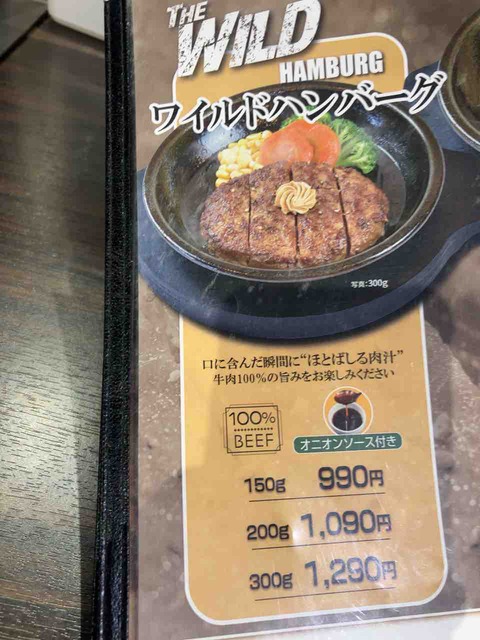 THE
WILD
HAMBURG
ワイルドハンバーグ
写真:300g
口に含んだ瞬間に“ほとばしる肉汁”
牛肉100%の旨みをお楽しみください
100%
BEEF
オニオンソース付き
150g 990円
200g 1,090円
300g 1,290円